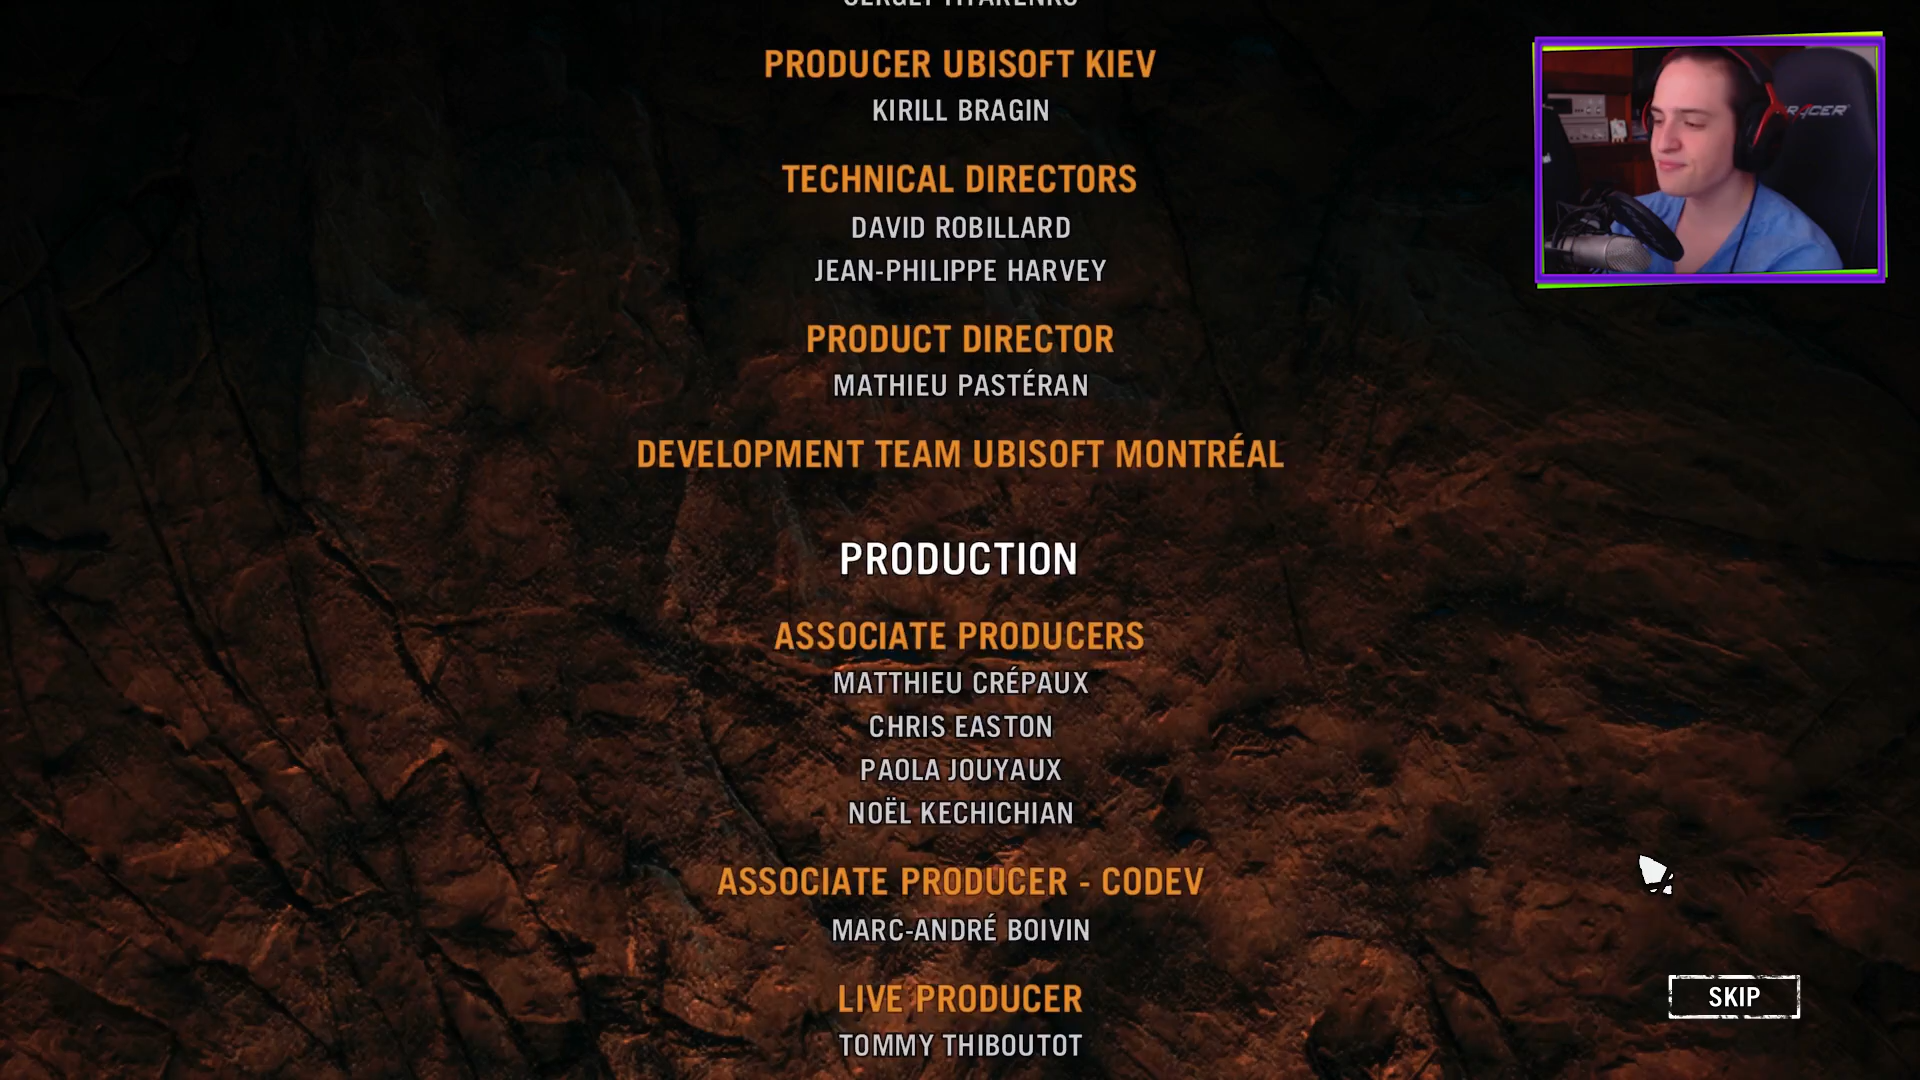 PRODUCER UBISOFT KIEV
KIRILL BRAGIN
TECHNICAL DIRECTORS
DAVID ROBILLARD
JEAN-PHILIPPE HARVEY
PRODUCT DIRECTOR
MATHIEU PASTÉRAN
DEVELOPMENT TEAM UBISOFT MONTRÉAL
PRODUCTION
ASSOCIATE PRODUCERS
MATTHIEU CRÉPAUX
CHRIS EASTON
PAOLA JOUYAUX
NOËL KECHICHIAN
ASSOCIATE PRODUCER - CODEV
MARC-ANDRÉ BOIVIN
LIVE PRODUCER
TOMMY THIBOUTOT
SKIP